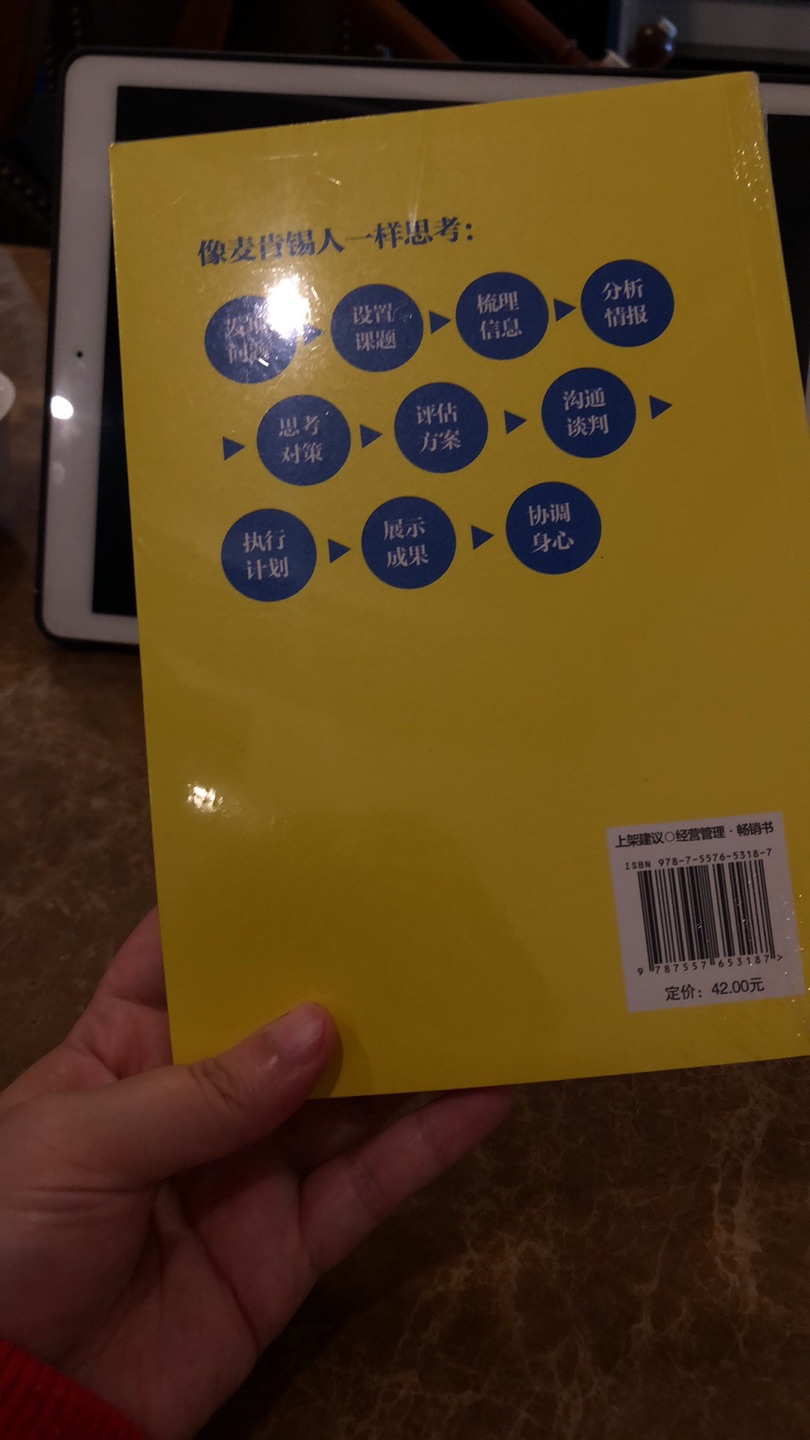 像麦肯锡人一样思考：
设置
课题
梳理
信息
分析
情报
思考
对策
评估
方案
沟通
谈判
执行
计划
展示
成果
协调
身心
上架建议○经营管理·畅销书
ISBN 978-7-5576-5318-7
9 787557 653187 >
定价：42.00元